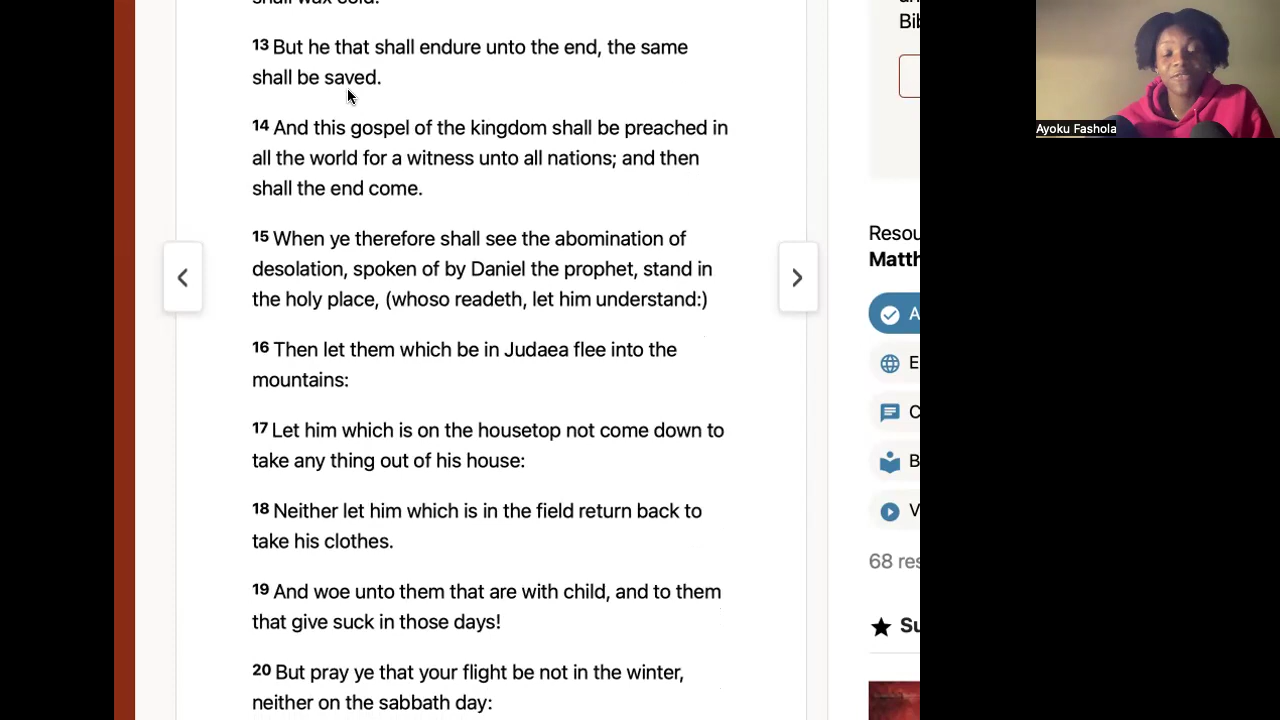 shall wax cold.
13 But he that shall endure unto the end, the same
shall be saved.
14 And this gospel of the kingdom shall be preached in
all the world for a witness unto all nations; and then
shall the end come.
15 When ye therefore shall see the abomination of
desolation, spoken of by Daniel the prophet, stand in
the holy place, (whoso readeth, let him understand:)
16 Then let them which be in Judaea flee into the
mountains:
17 Let him which is on the housetop not come down to
take any thing out of his house:
18 Neither let him which is in the field return back to
take his clothes.
19 And woe unto them that are with child, and to them
that give suck in those days!
20 But pray ye that your flight be not in the winter,
neither on the sabbath day:
Bib
Resou
Matth
A
E
C
B
V
68 res
Su
Ayoku Fashola